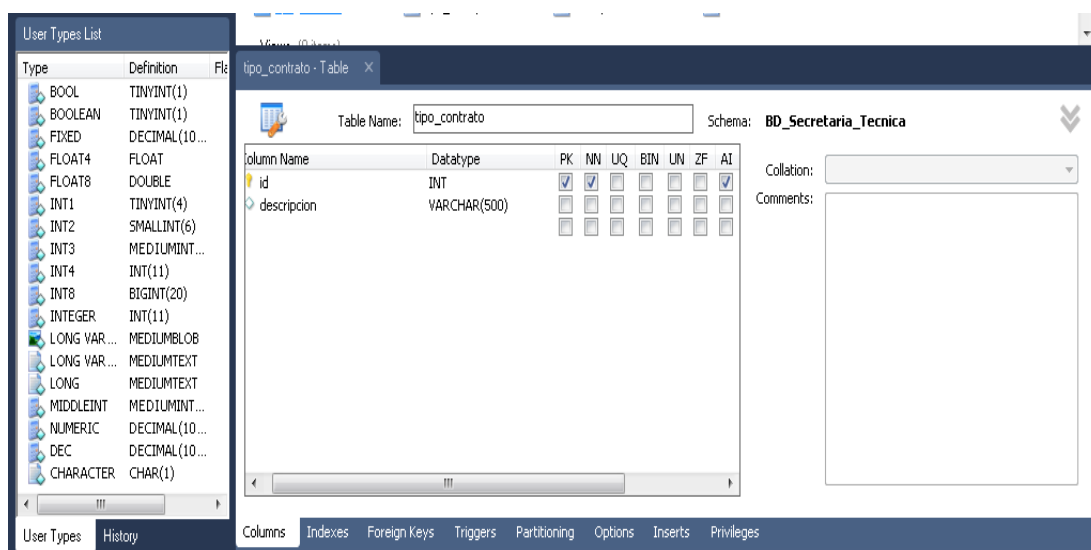 User Types List
Type Definition Fla
BOOL TINYINT(1)
BOOLEAN TINYINT(1)
FIXED DECIMAL(10...
FLOAT4 FLOAT
FLOAT8 DOUBLE
INT1 TINYINT(4)
INT2 SMALLINT(6)
INT3 MEDIUMINT...
INT4 INT(11)
INT8 BIGINT(20)
INTEGER INT(11)
LONG VAR... MEDIUMBLOB
LONG VAR... MEDIUMTEXT
LONG MEDIUMTEXT
MIDDLEINT MEDIUMINT...
NUMERIC DECIMAL(10...
DEC DECIMAL(10...
CHARACTER CHAR(1)
User Types History
tipo_contrato - Table
Table Name: tipo_contrato Schema: BD_Secretaria_Tecnica
Column Name Datatype PK NN UQ BIN UN ZF AI
id INT
descripcion VARCHAR(500)
Collation:
Comments:
Columns Indexes Foreign Keys Triggers Partitioning Options Inserts Privileges